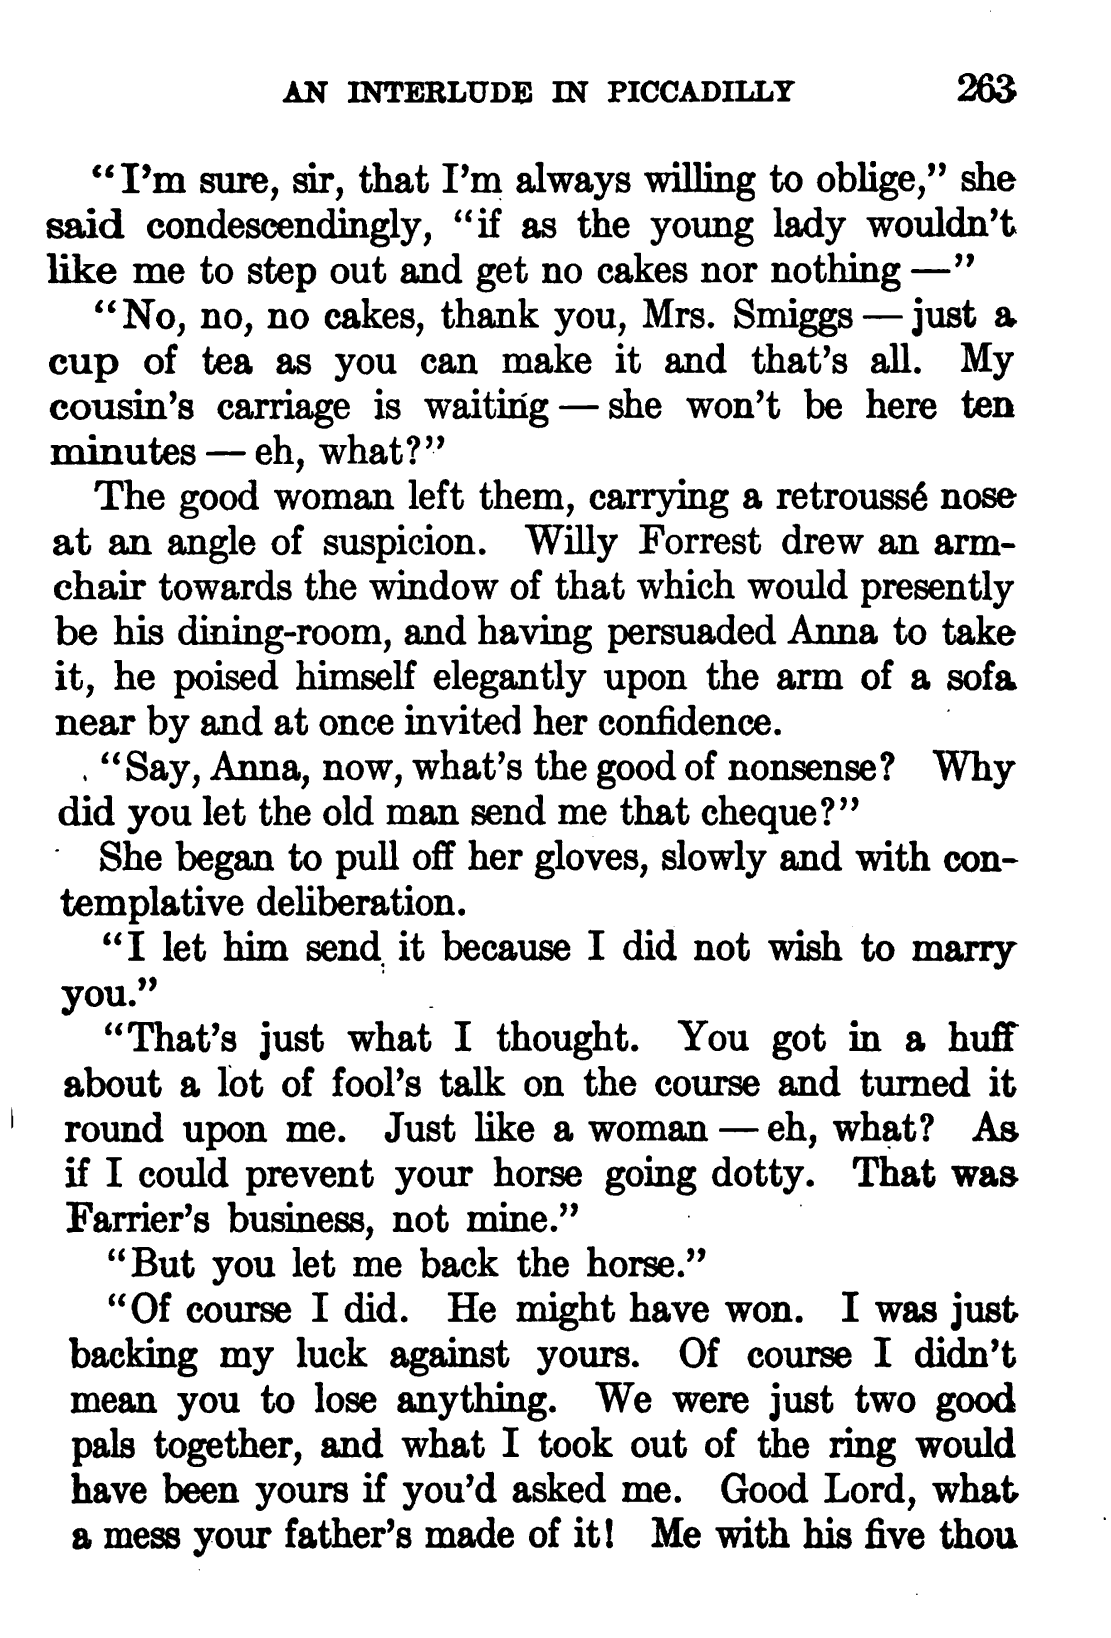 AN INTERLUDE IN PICCADILLY 263
“I’m sure, sir, that I’m always willing to oblige,” she
said condescendingly, “if as the young lady wouldn’t
like me to step out and get no cakes nor nothing —”
“No, no, no cakes, thank you, Mrs. Smiggs — just a
cup of tea as you can make it and that’s all. My
cousin’s carriage is waiting — she won’t be here ten
minutes — eh, what?”
The good woman left them, carrying a retroussé nose
at an angle of suspicion. Willy Forrest drew an arm-
chair towards the window of that which would presently
be his dining-room, and having persuaded Anna to take
it, he poised himself elegantly upon the arm of a sofa
near by and at once invited her confidence.
“Say, Anna, now, what’s the good of nonsense? Why
did you let the old man send me that cheque?”
She began to pull off her gloves, slowly and with con-
templative deliberation.
“I let him send it because I did not wish to marry
you.”
“That’s just what I thought. You got in a huff
about a lot of fool’s talk on the course and turned it
round upon me. Just like a woman — eh, what? As
if I could prevent your horse going dotty. That was
Farrier’s business, not mine.”
“But you let me back the horse.”
“Of course I did. He might have won. I was just
backing my luck against yours. Of course I didn’t
mean you to lose anything. We were just two good
pals together, and what I took out of the ring would
have been yours if you’d asked me. Good Lord, what
a mess your father’s made of it! Me with his five thou